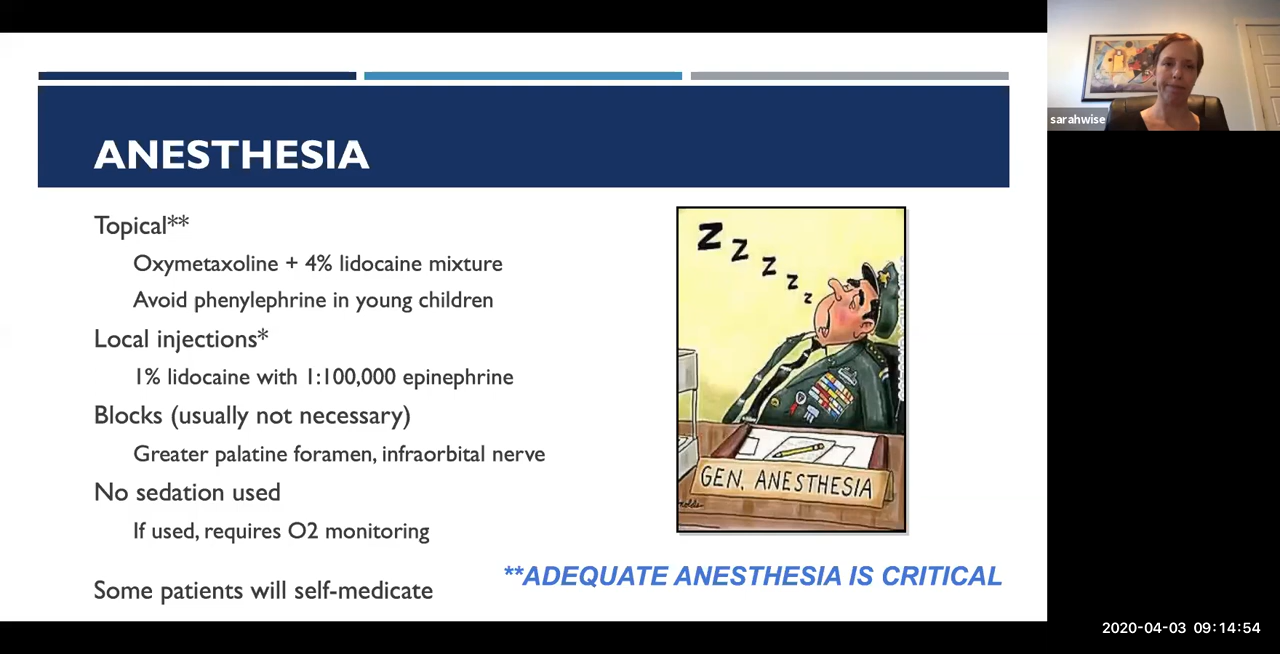 ANESTHESIA
Topical**
Oxymetaxoline + 4% lidocaine mixture
Avoid phenylephrine in young children
Local injections*
1% lidocaine with 1:100,000 epinephrine
Blocks (usually not necessary)
Greater palatine foramen, infraorbital nerve
No sedation used
If used, requires O2 monitoring
Some patients will self-medicate
Z
Z
Z
Z
Z
GEN. ANESTHESIA
**ADEQUATE ANESTHESIA IS CRITICAL
sarahwise
2020-04-03 09:14:54